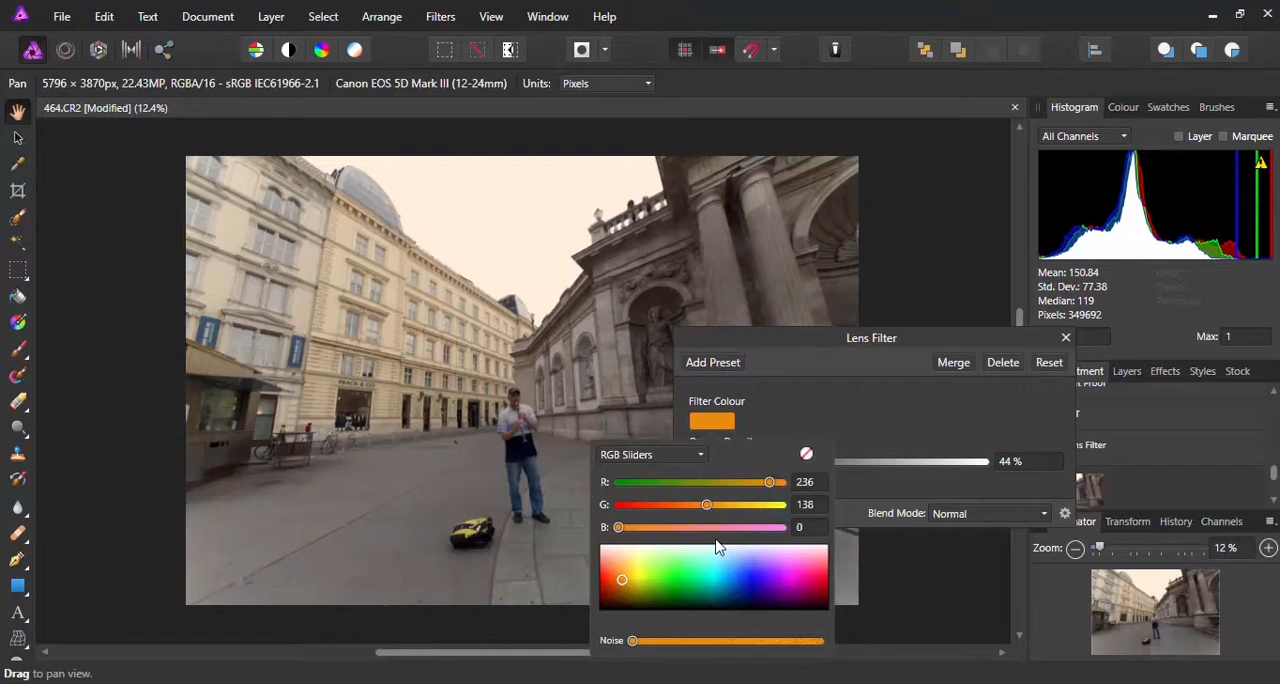 File Edit Text Document Layer Select Arrange Filters View Window Help
Pan 5796 × 3870px, 22.43MP, RGBA/16 - sRGB IEC61966-2.1 Canon EOS 5D Mark III (12-24mm) Units: Pixels
464.CR2 [Modified] (12.4%)
Histogram Colour Swatches Brushes
All Channels Layer Marquee
Mean: 150.84
Std. Dev.: 77.38
Median: 119
Pixels: 349692
Max: 1
Lens Filter
Add Preset Merge Delete Reset
Filter Colour
44 %
Blend Mode: Normal
RGB Sliders
R: 236
G: 138
B: 0
Noise
Layers Effects Styles Stock
Transform History Channels
Zoom: 12 %
Drag to pan view.